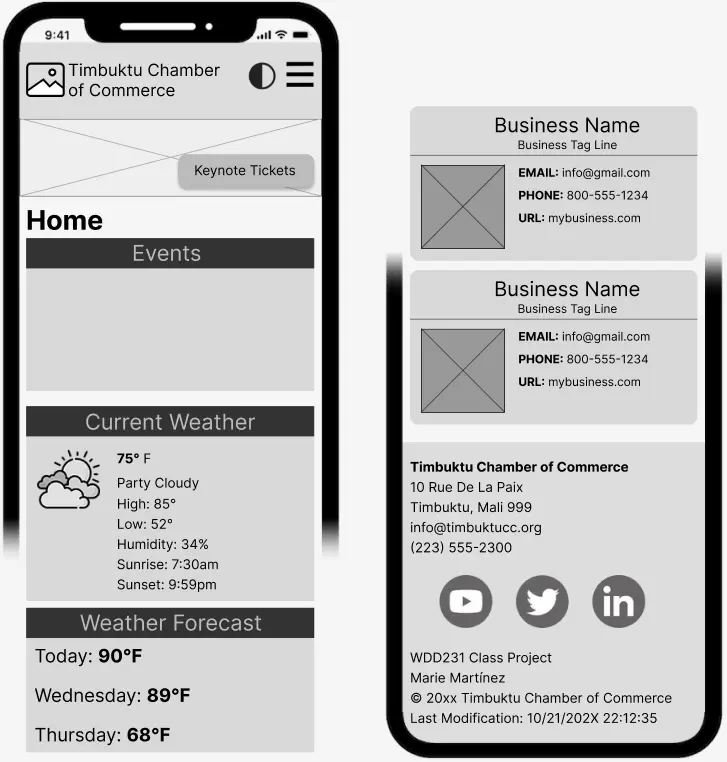 9:41
Timbuktu Chamber
of Commerce
Keynote Tickets
Home
Events
Current Weather
75° F
Party Cloudy
High: 85°
Low: 52°
Humidity: 34%
Sunrise: 7:30am
Sunset: 9:59pm
Weather Forecast
Today: 90°F
Wednesday: 89°F
Thursday: 68°F
Business Name
Business Tag Line
EMAIL: info@gmail.com
PHONE: 800-555-1234
URL: mybusiness.com
Business Name
Business Tag Line
EMAIL: info@gmail.com
PHONE: 800-555-1234
URL: mybusiness.com
Timbuktu Chamber of Commerce
10 Rue De La Paix
Timbuktu, Mali 999
info@timbuktucc.org
(223) 555-2300
in
WDD231 Class Project
Marie Martínez
© 20xx Timbuktu Chamber of Commerce
Last Modification: 10/21/202X 22:12:35